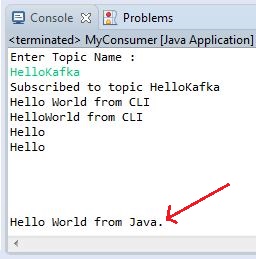 Console Problems
<terminated> MyConsumer [Java Application]
Enter Topic Name :
HelloKafka
Subscribed to topic HelloKafka
Hello World from CLI
HelloWorld from CLI
Hello
Hello
Hello World from Java.